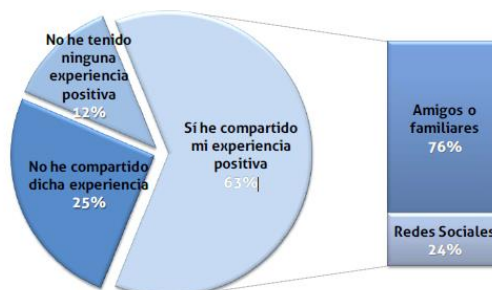 No he tenido
ninguna
experiencia
positiva
12%
Sí he compartido
mi experiencia
positiva
63%
No he compartido
dicha experiencia
25%
Amigos o
familiares
76%
Redes Sociales
24%